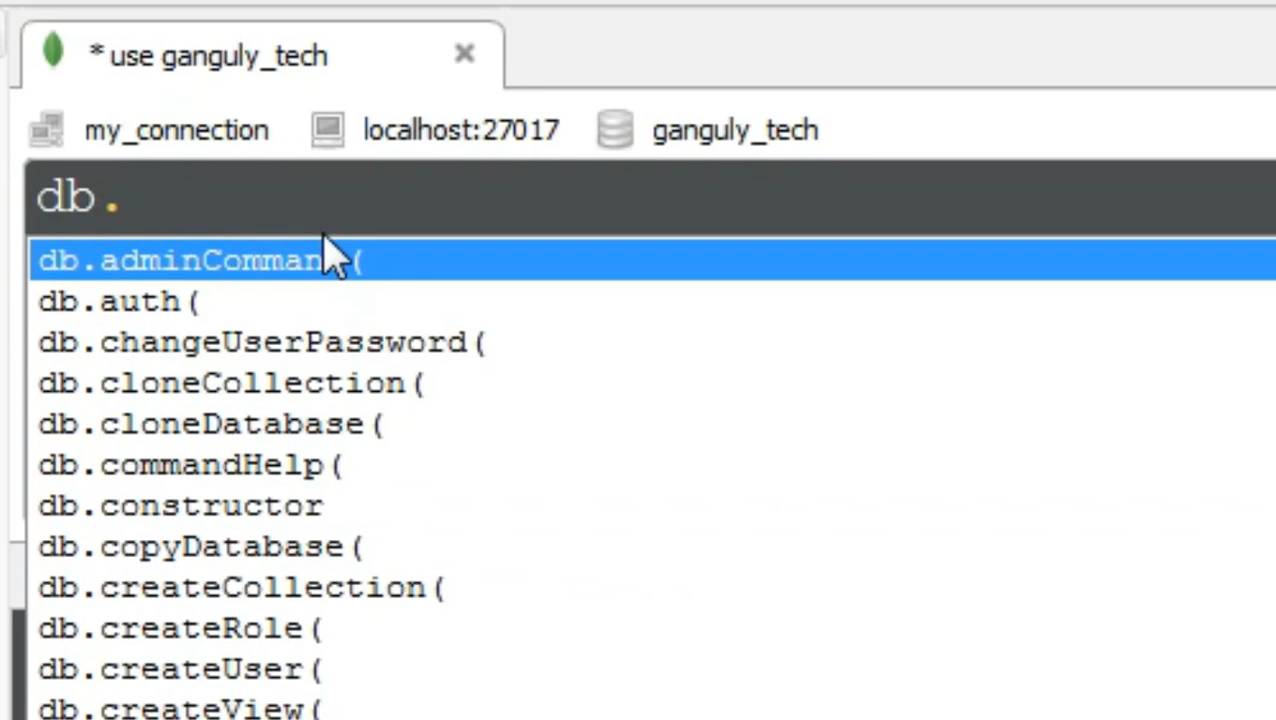 * use ganguly_tech
my_connection localhost:27017 ganguly_tech
db.
db.adminComman (
db.auth(
db.changeUserPassword(
db.cloneCollection(
db.cloneDatabase(
db.commandHelp(
db.constructor
db.copyDatabase(
db.createCollection(
db.createRole(
db.createUser(
db.createView(